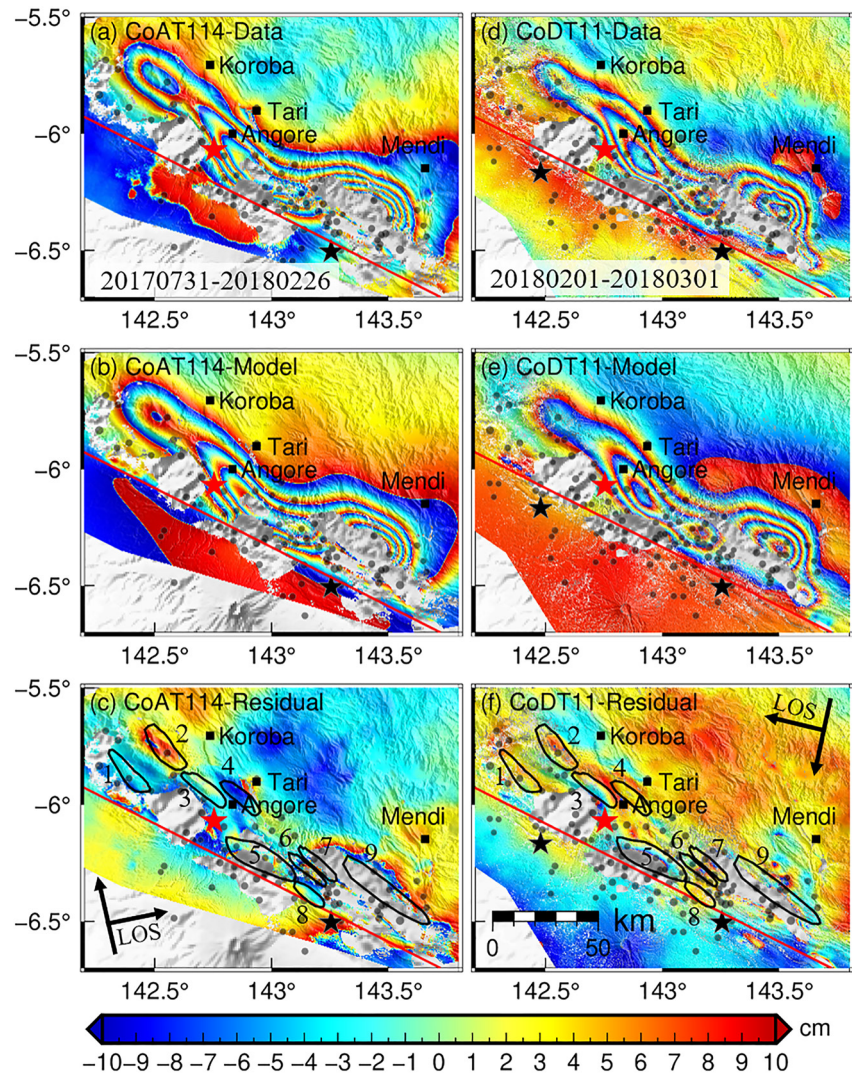 (a) CoAT114-Data
(d) CoDT11-Data
−5.5°
−6°
−6.5°
Koroba
Tari
Angore
Mendi
Koroba
Tari
Angore
Mendi
20170731-20180226
20180201-20180301
142.5° 143° 143.5°
142.5° 143° 143.5°
(b) CoAT114-Model
(e) CoDT11-Model
−5.5°
−6°
−6.5°
Koroba
Tari
Angore
Mendi
Koroba
Tari
Angore
Mendi
142.5° 143° 143.5°
142.5° 143° 143.5°
(c) CoAT114-Residual
(f) CoDT11-Residual
−5.5°
−6°
−6.5°
Koroba
Tari
Angore
Mendi
1 2 3 4 5 6 7 8 9
LOS
Koroba
Tari
Angore
Mendi
1 2 3 4 5 6 7 8 9
LOS
km
0 50
142.5° 143° 143.5°
142.5° 143° 143.5°
cm
−10 −9 −8 −7 −6 −5 −4 −3 −2 −1 0 1 2 3 4 5 6 7 8 9 10